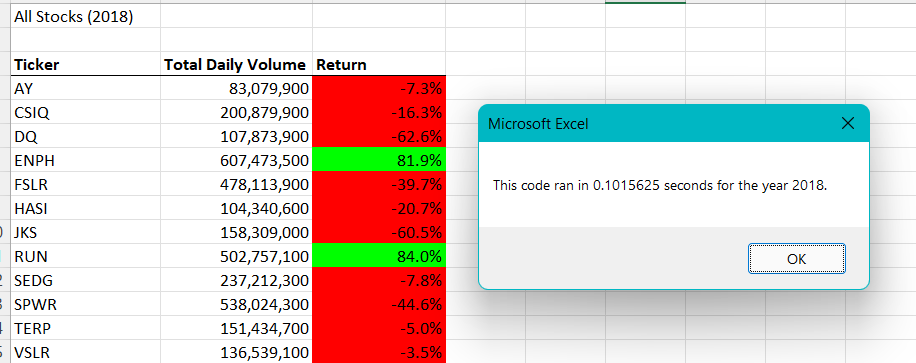 All Stocks (2018)
Ticker Total Daily Volume Return
AY 83,079,900 -7.3%
CSIQ 200,879,900 -16.3%
DQ 107,873,900 -62.6%
ENPH 607,473,500 81.9%
FSLR 478,113,900 -39.7%
HASI 104,340,600 -20.7%
JKS 158,309,000 -60.5%
RUN 502,757,100 84.0%
SEDG 237,212,300 -7.8%
SPWR 538,024,300 -44.6%
TERP 151,434,700 -5.0%
VSLR 136,539,100 -3.5%
Microsoft Excel
This code ran in 0.1015625 seconds for the year 2018.
OK